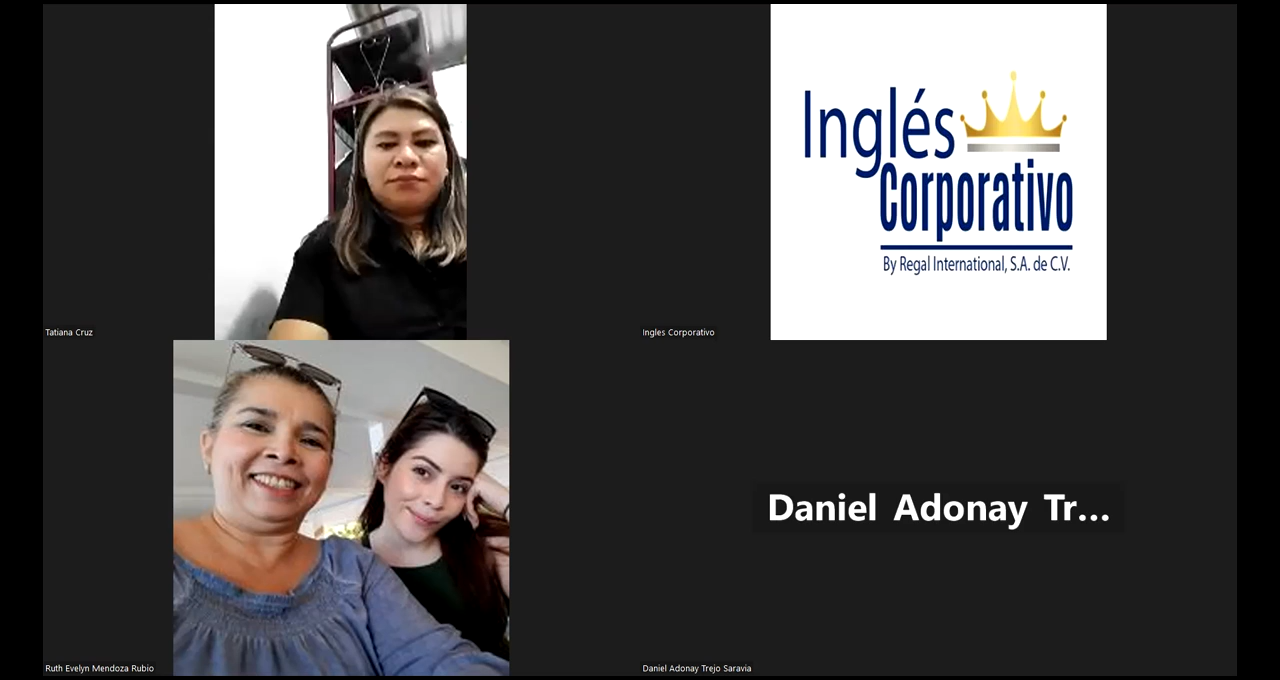 Inglés
Corporativo
By Regal International, S.A. de C.V.
Tatiana Cruz
Ingles Corporativo
Daniel Adonay Tr...
Ruth Evelyn Mendoza Rubio
Daniel Adonay Trejo Saravia